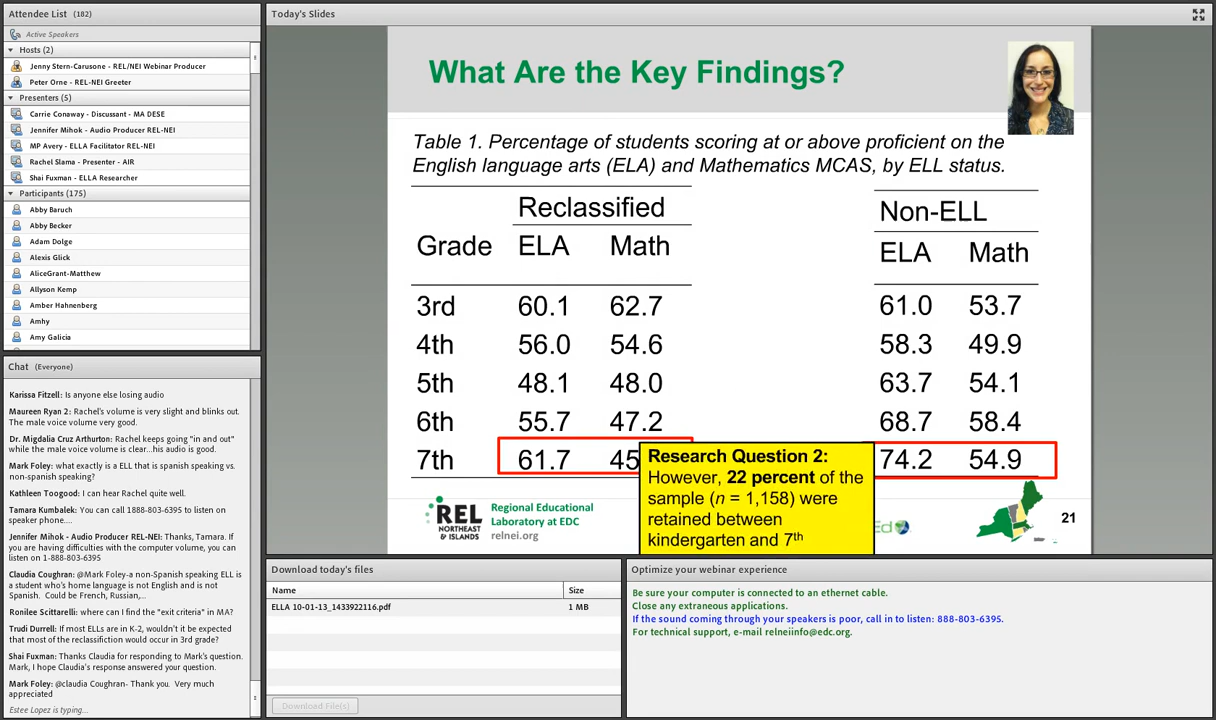 Attendee List (182)
Active Speakers
Hosts (2)
Jenny Stern-Carusone - REL/NEI Webinar Producer
Peter Orne - REL-NEI Greeter
Presenters (5)
Carrie Conaway - Discussant - MA DESE
Jennifer Mihok - Audio Producer REL-NEI
MP Avery - ELLA Facilitator REL-NEI
Rachel Slama - Presenter - AIR
Shai Fuxman - ELLA Researcher
Participants (175)
Abby Baruch
Abby Becker
Adam Dolge
Alexis Glick
AliceGrant-Matthew
Allyson Kemp
Amber Hahnenberg
Amhy
Amy Galicia
Chat (Everyone)
Karissa Fitzell: Is anyone else losing audio
Maureen Ryan 2: Rachel's volume is very slight and blinks out.
The male voice volume very good.
Dr. Migdalia Cruz Arthurton: Rachel keeps going "in and out"
while the male voice volume is clear...his audio is good.
Mark Foley: what exactly is a ELL that is spanish speaking vs.
non-spanish speaking?
Kathleen Toogood: I can hear Rachel quite well.
Tamara Kumbalek: You can call 1888-803-6395 to listen on
speaker phone....
Jennifer Mihok - Audio Producer REL-NEI: Thanks, Tamara. If
you are having difficulties with the computer volume, you can
listen on 1-888-803-6395
Claudia Coughran: @Mark Foley-a non-Spanish speaking ELL is
a student who's home language is not English and is not
Spanish.  Could be French, Russian,...
Ronilee Scittarelli: where can I find the "exit criteria" in MA?
Trudi Durrell: If most ELLs are in K-2, wouldn't it be expected
that most of the reclassifiction would occur in 3rd grade?
Shai Fuxman: Thanks Claudia for responding to Mark's question.
Mark, I hope Claudia's response answered your question.
Mark Foley: @claudia Coughran- Thank you.  Very much
appreciated
Estee Lopez is typing...
Today's Slides
What Are the Key Findings?
Table 1. Percentage of students scoring at or above proficient on the
English language arts (ELA) and Mathematics MCAS, by ELL status.
Reclassified Non-ELL
Grade ELA Math ELA Math
3rd 60.1 62.7 61.0 53.7
4th 56.0 54.6 58.3 49.9
5th 48.1 48.0 63.7 54.1
6th 55.7 47.2 68.7 58.4
7th 61.7 45 74.2 54.9
Research Question 2:
However, 22 percent of the
sample (n = 1,158) were
retained between
kindergarten and 7th
REL
NORTHEAST
& ISLANDS
Regional Educational
Laboratory at EDC
relnei.org
Ed
21
Download today's files
Name Size
ELLA 10-01-13_1433922116.pdf 1 MB
Download File(s)
Optimize your webinar experience
Be sure your computer is connected to an ethernet cable.
Close any extraneous applications.
If the sound coming through your speakers is poor, call in to listen: 888-803-6395.
For technical support, e-mail relneiinfo@edc.org.